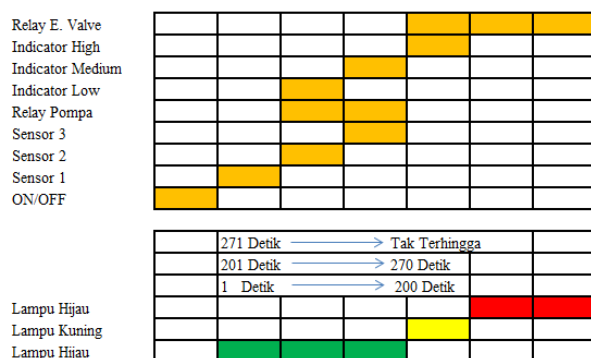 Relay E. Valve
Indicator High
Indicator Medium
Indicator Low
Relay Pompa
Sensor 3
Sensor 2
Sensor 1
ON/OFF
271 Detik Tak Terhingga
201 Detik 270 Detik
1 Detik 200 Detik
Lampu Hijau
Lampu Kuning
Lampu Hijau